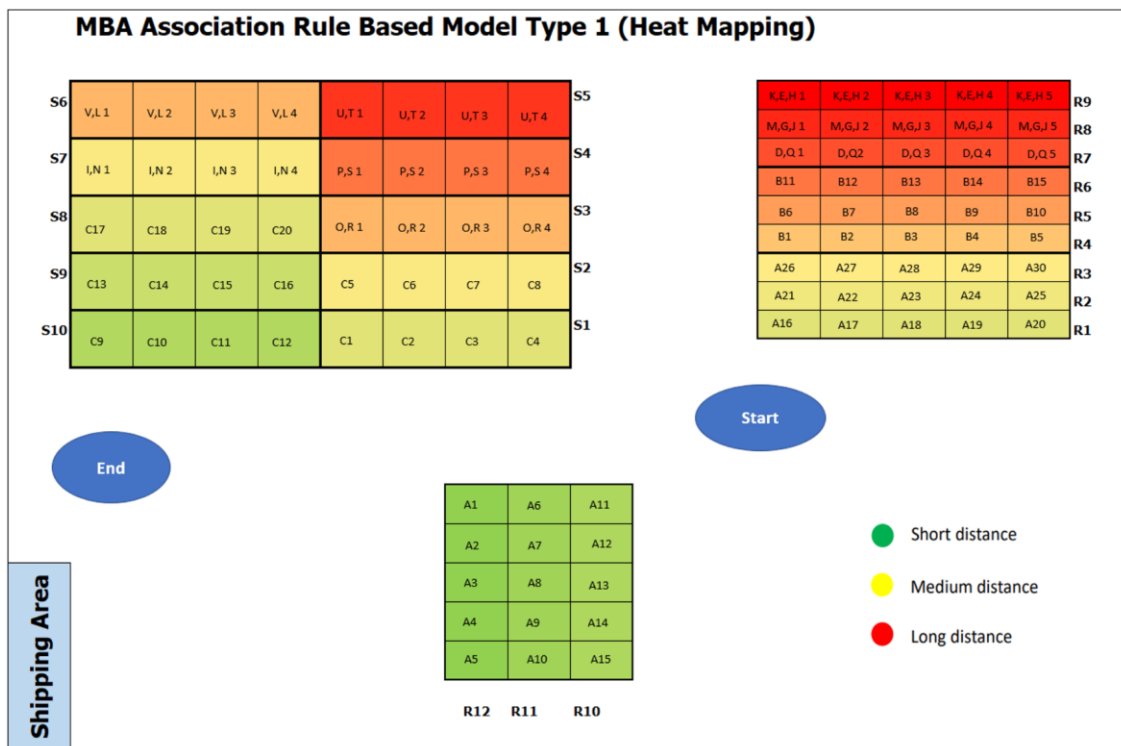 MBA Association Rule Based Model Type 1 (Heat Mapping)
S6 V,L 1 V,L 2 V,L 3 V,L 4 U,T 1 U,T 2 U,T 3 U,T 4 S5
S7 I,N 1 I,N 2 I,N 3 I,N 4 P,S 1 P,S 2 P,S 3 P,S 4 S4
S8 C17 C18 C19 C20 O,R 1 O,R 2 O,R 3 O,R 4 S3
S9 C13 C14 C15 C16 C5 C6 C7 C8 S2
S10 C9 C10 C11 C12 C1 C2 C3 C4 S1
K,E,H 1 K,E,H 2 K,E,H 3 K,E,H 4 K,E,H 5 R9
M,G,J 1 M,G,J 2 M,G,J 3 M,G,J 4 M,G,J 5 R8
D,Q 1 D,Q2 D,Q 3 D,Q 4 D,Q 5 R7
B11 B12 B13 B14 B15 R6
B6 B7 B8 B9 B10 R5
B1 B2 B3 B4 B5 R4
A26 A27 A28 A29 A30 R3
A21 A22 A23 A24 A25 R2
A16 A17 A18 A19 A20 R1
Start
End
A1 A6 A11
A2 A7 A12
A3 A8 A13
A4 A9 A14
A5 A10 A15
R12 R11 R10
Short distance
Medium distance
Long distance
Shipping Area